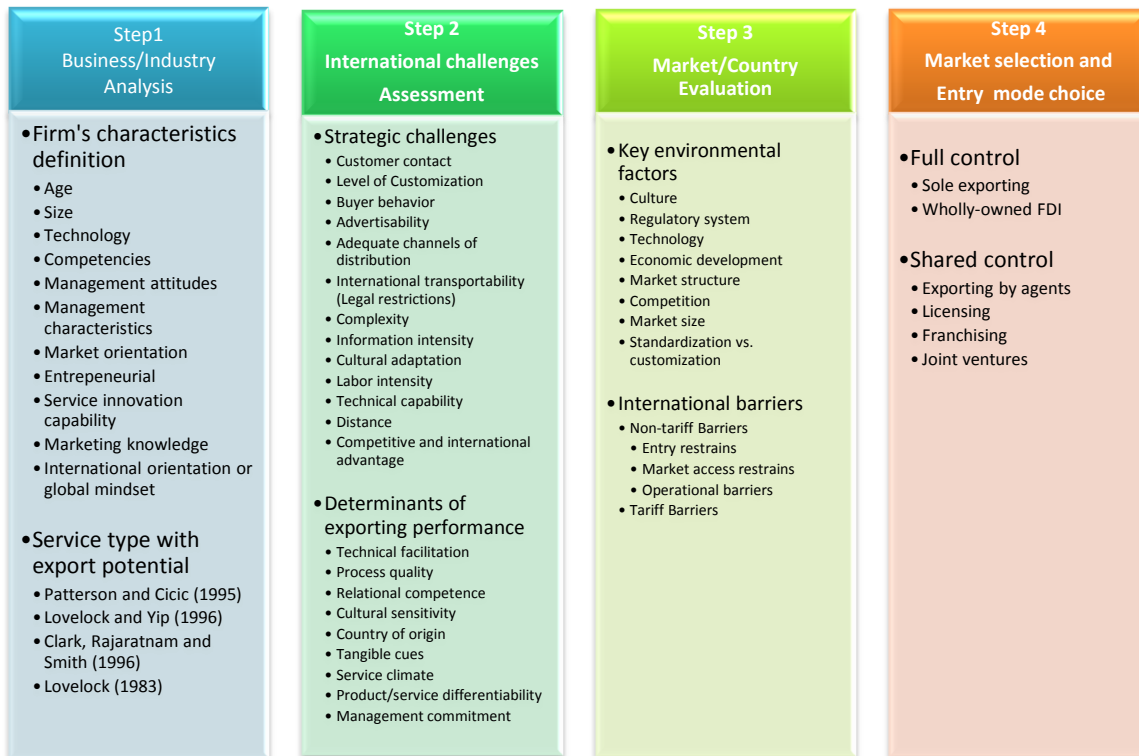 Step1
Business/Industry
Analysis
•Firm's characteristics
definition
•Age
•Size
•Technology
•Competencies
•Management attitudes
•Management
characteristics
•Market orientation
•Entrepeneurial
•Service innovation
capability
•Marketing knowledge
•International orientation or
global mindset
•Service type with
export potential
•Patterson and Cicic (1995)
•Lovelock and Yip (1996)
•Clark, Rajaratnam and
Smith (1996)
•Lovelock (1983)
Step 2
International challenges
Assessment
•Strategic challenges
• Customer contact
• Level of Customization
• Buyer behavior
• Advertisability
• Adequate channels of
distribution
• International transportability
(Legal restrictions)
• Complexity
• Information intensity
• Cultural adaptation
• Labor intensity
• Technical capability
• Distance
• Competitive and international
advantage
•Determinants of
exporting performance
• Technical facilitation
• Process quality
• Relational competence
• Cultural sensitivity
• Country of origin
• Tangible cues
• Service climate
• Product/service differentiability
• Management commitment
Step 3
Market/Country
Evaluation
•Key environmental
factors
• Culture
• Regulatory system
• Technology
• Economic development
• Market structure
• Competition
• Market size
• Standardization vs.
customization
•International barriers
• Non-tariff Barriers
• Entry restrains
• Market access restrains
• Operational barriers
• Tariff Barriers
Step 4
Market selection and
Entry mode choice
•Full control
• Sole exporting
• Wholly-owned FDI
•Shared control
• Exporting by agents
• Licensing
• Franchising
• Joint ventures